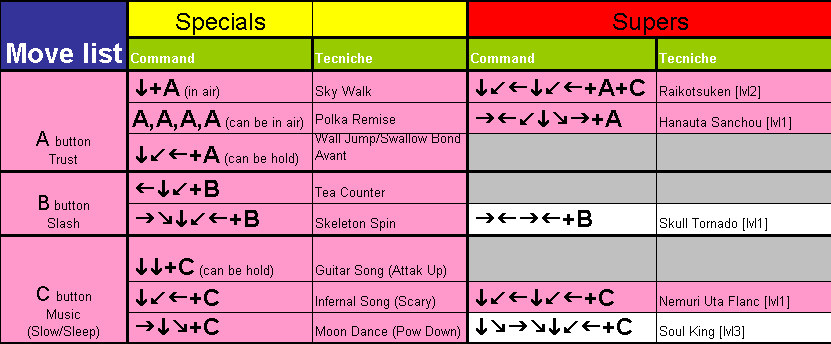 Move list Specials Supers
Command Tecniche Command Tecniche
A button
Trust
↓+A (in air) Sky Walk ↓↙←↓↙←+A+C Raikotsuken [lvl2]
A,A,A,A (can be in air) Polka Remise →←↙↓↘→+A Hanauta Sanchou [lvl1]
↓↙←+A (can be hold) Wall Jump/Swallow Bond
Avant
B button
Slash
←↓↙+B Tea Counter
→↘↓↙←+B Skeleton Spin →←→←+B Skull Tornado [lvl1]
C button
Music
(Slow/Sleep)
↓↓+C (can be hold) Guitar Song (Attak Up)
↓↙←+C Infernal Song (Scary) ↓↙←↓↙←+C Nemuri Uta Flanc [lvl1]
→↓↘+C Moon Dance (Pow Down) ↓↘→↘↓↙←+C Soul King [lvl3]